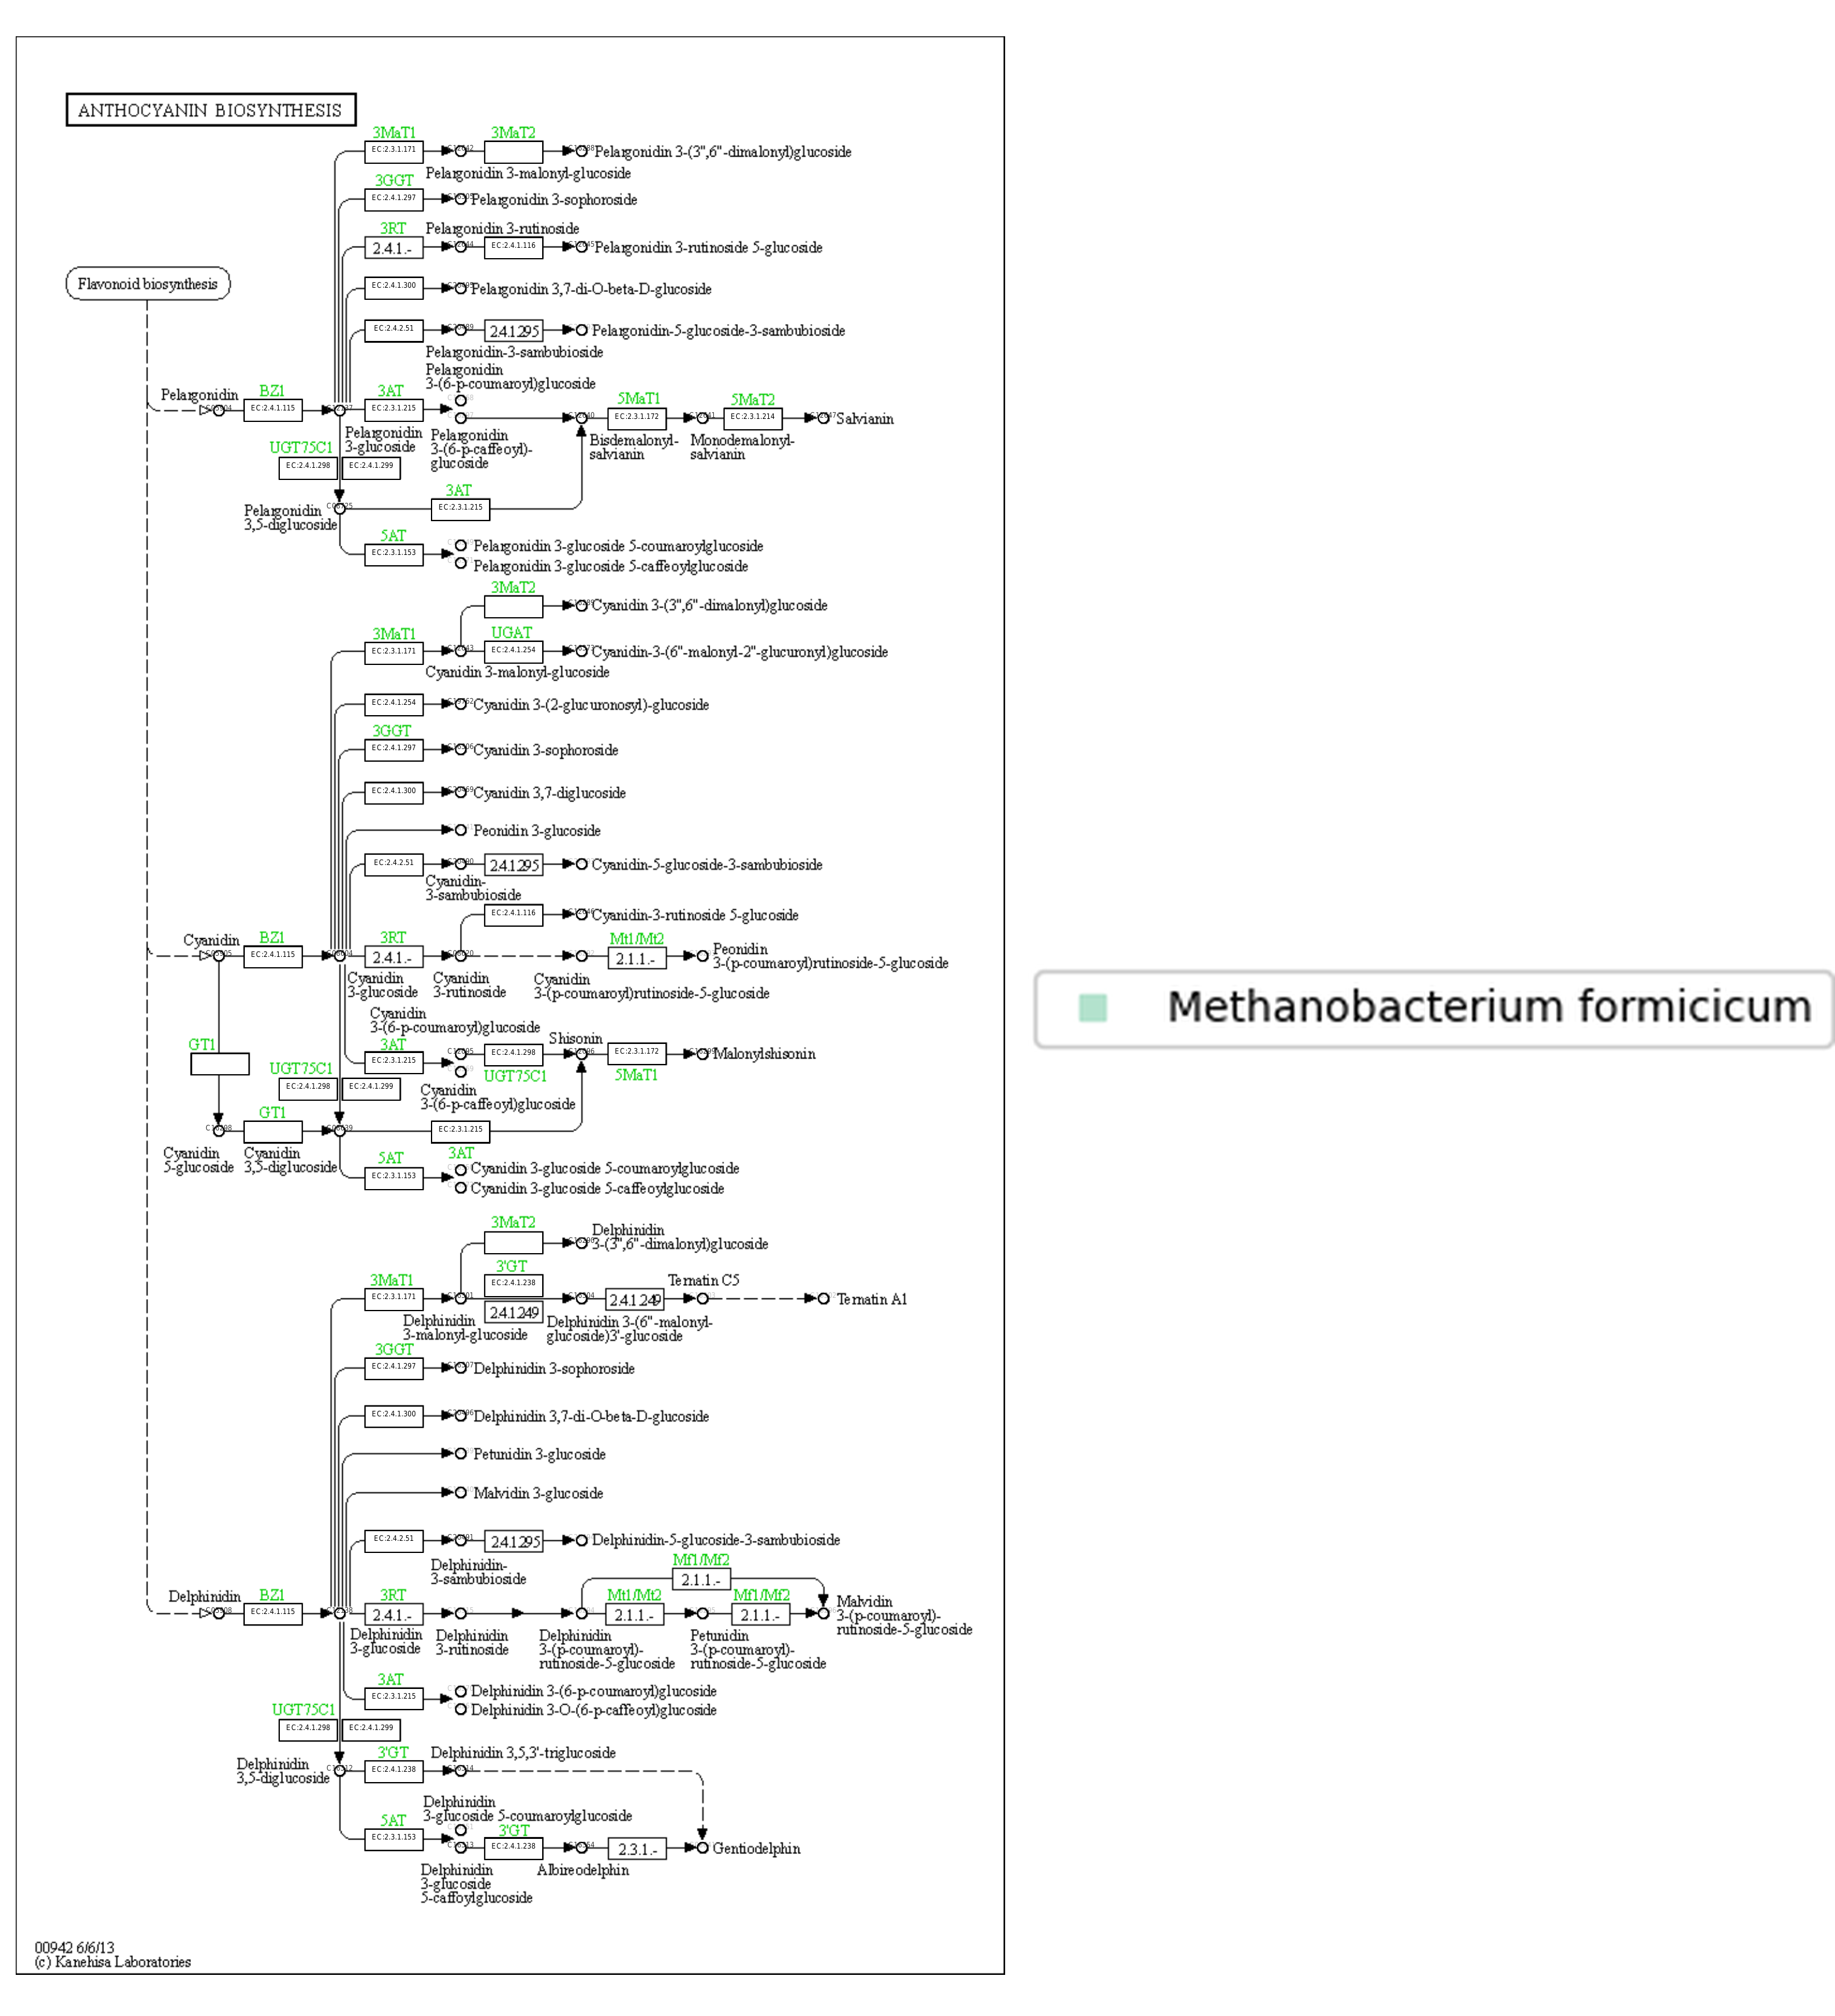 ANTHOCYANIN BIOSYNTHESIS
3MaT1 3MaT2
EC:2.3.1.171 Pelargonidin 3-(3",6"-dimalonyl)glucoside
Pelargonidin 3-malonyl-glucoside
3GGT
EC:2.4.1.297 Pelargonidin 3-sophoroside
3RT Pelargonidin 3-rutinoside
2.4.1.- EC:2.4.1.116 Pelargonidin 3-rutinoside 5-glucoside
Flavonoid biosynthesis
EC:2.4.1.300 Pelargonidin 3,7-di-O-beta-D-glucoside
EC:2.4.2.51 2.4.1.295 Pelargonidin-5-glucoside-3-sambubioside
Pelargonidin-3-sambubioside
Pelargonidin
3-(6-p-coumaroyl)glucoside
Pelargonidin BZ1 3AT 5MaT1 5MaT2
EC:2.4.1.115 EC:2.3.1.215 EC:2.3.1.172 EC:2.3.1.214 Salvianin
Pelargonidin
3-glucoside
Pelargonidin
3-(6-p-caffeoyl)-
glucoside
Bisdemalonyl-
salvianin
Monodemalonyl-
salvianin
UGT75C1
EC:2.4.1.298 EC:2.4.1.299
3AT
EC:2.3.1.215
Pelargonidin
3,5-diglucoside
5AT
EC:2.3.1.153
Pelargonidin 3-glucoside 5-coumaroylglucoside
Pelargonidin 3-glucoside 5-caffeoylglucoside
3MaT2
Cyanidin 3-(3",6"-dimalonyl)glucoside
3MaT1 UGAT
EC:2.3.1.171 EC:2.4.1.254 Cyanidin-3-(6"-malonyl-2"-glucuronyl)glucoside
Cyanidin 3-malonyl-glucoside
EC:2.4.1.254 Cyanidin 3-(2-glucuronosyl)-glucoside
3GGT
EC:2.4.1.297 Cyanidin 3-sophoroside
EC:2.4.1.300 Cyanidin 3,7-diglucoside
Peonidin 3-glucoside
EC:2.4.2.51 2.4.1.295 Cyanidin-5-glucoside-3-sambubioside
Cyanidin-
3-sambubioside
EC:2.4.1.116 Cyanidin-3-rutinoside 5-glucoside
Cyanidin BZ1 3RT Mt1/Mt2
EC:2.4.1.115 2.4.1.- 2.1.1.-
Peonidin
3-(p-coumaroyl)rutinoside-5-glucoside
Cyanidin
3-glucoside
Cyanidin
3-rutinoside
Cyanidin
3-(p-coumaroyl)rutinoside-5-glucoside
Methanobacterium formicicum
Cyanidin
3-(6-p-coumaroyl)glucoside
GT1 3AT Shisonin
EC:2.3.1.215 EC:2.4.1.298 EC:2.3.1.172 Malonylshisonin
UGT75C1 UGT75C1 5MaT1
EC:2.4.1.298 EC:2.4.1.299
Cyanidin
3-(6-p-caffeoyl)glucoside
GT1
EC:2.3.1.215
3AT
Cyanidin
5-glucoside
Cyanidin
3,5-diglucoside
5AT
EC:2.3.1.153
Cyanidin 3-glucoside 5-coumaroylglucoside
Cyanidin 3-glucoside 5-caffeoylglucoside
3MaT2
Delphinidin
3-(3",6"-dimalonyl)glucoside
3MaT1 3'GT Ternatin C5
EC:2.3.1.171 EC:2.4.1.238 2.4.1.249 2.4.1.249 Ternatin A1
Delphinidin
3-malonyl-glucoside
Delphinidin 3-(6"-malonyl-
glucoside)3'-glucoside
3GGT
EC:2.4.1.297 Delphinidin 3-sophoroside
EC:2.4.1.300 Delphinidin 3,7-di-O-beta-D-glucoside
Petunidin 3-glucoside
Malvidin 3-glucoside
EC:2.4.2.51 2.4.1.295 Delphinidin-5-glucoside-3-sambubioside
Delphinidin-
3-sambubioside
Mf1/Mf2
2.1.1.-
Delphinidin BZ1 3RT Mt1/Mt2 Mf1/Mf2
EC:2.4.1.115 2.4.1.- 2.1.1.- 2.1.1.-
Malvidin
3-(p-coumaroyl)-
rutinoside-5-glucoside
Delphinidin
3-glucoside
Delphinidin
3-rutinoside
Delphinidin
3-(p-coumaroyl)-
rutinoside-5-glucoside
Petunidin
3-(p-coumaroyl)-
rutinoside-5-glucoside
3AT
EC:2.3.1.215
Delphinidin 3-(6-p-coumaroyl)glucoside
Delphinidin 3-O-(6-p-caffeoyl)glucoside
UGT75C1
EC:2.4.1.298 EC:2.4.1.299
3'GT Delphinidin 3,5,3'-triglucoside
Delphinidin
3,5-diglucoside
EC:2.4.1.238
Delphinidin
3-glucoside 5-coumaroylglucoside
5AT 3'GT
EC:2.3.1.153 EC:2.4.1.238 2.3.1.- Gentiodelphin
Delphinidin
3-glucoside
5-caffoylglucoside
Albireodelphin
00942 6/6/13
(c) Kanehisa Laboratories